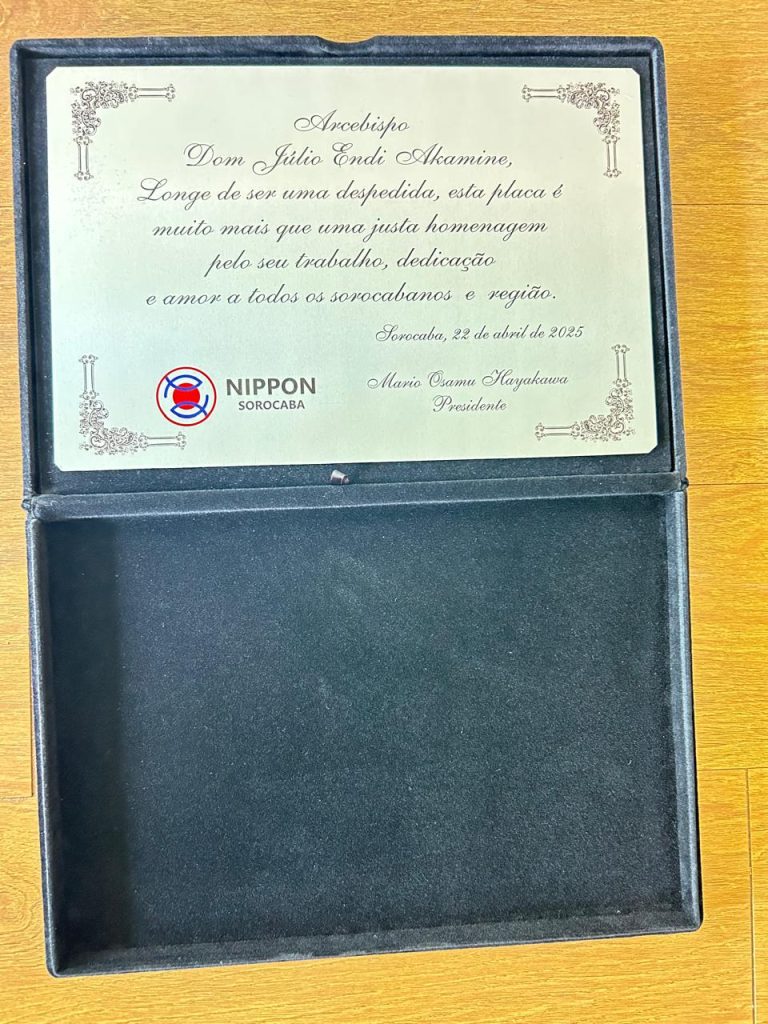 Arcebispo
Dom Júlio Endi Akamine,
Longe de ser uma despedida, esta placa é
muito mais que uma justa homenagem
pelo seu trabalho, dedicação
e amor a todos os sorocabanos e região.
Sorocaba, 22 de abril de 2025
NIPPON
SOROCABA
Mario Osamu Hayakawa
Presidente